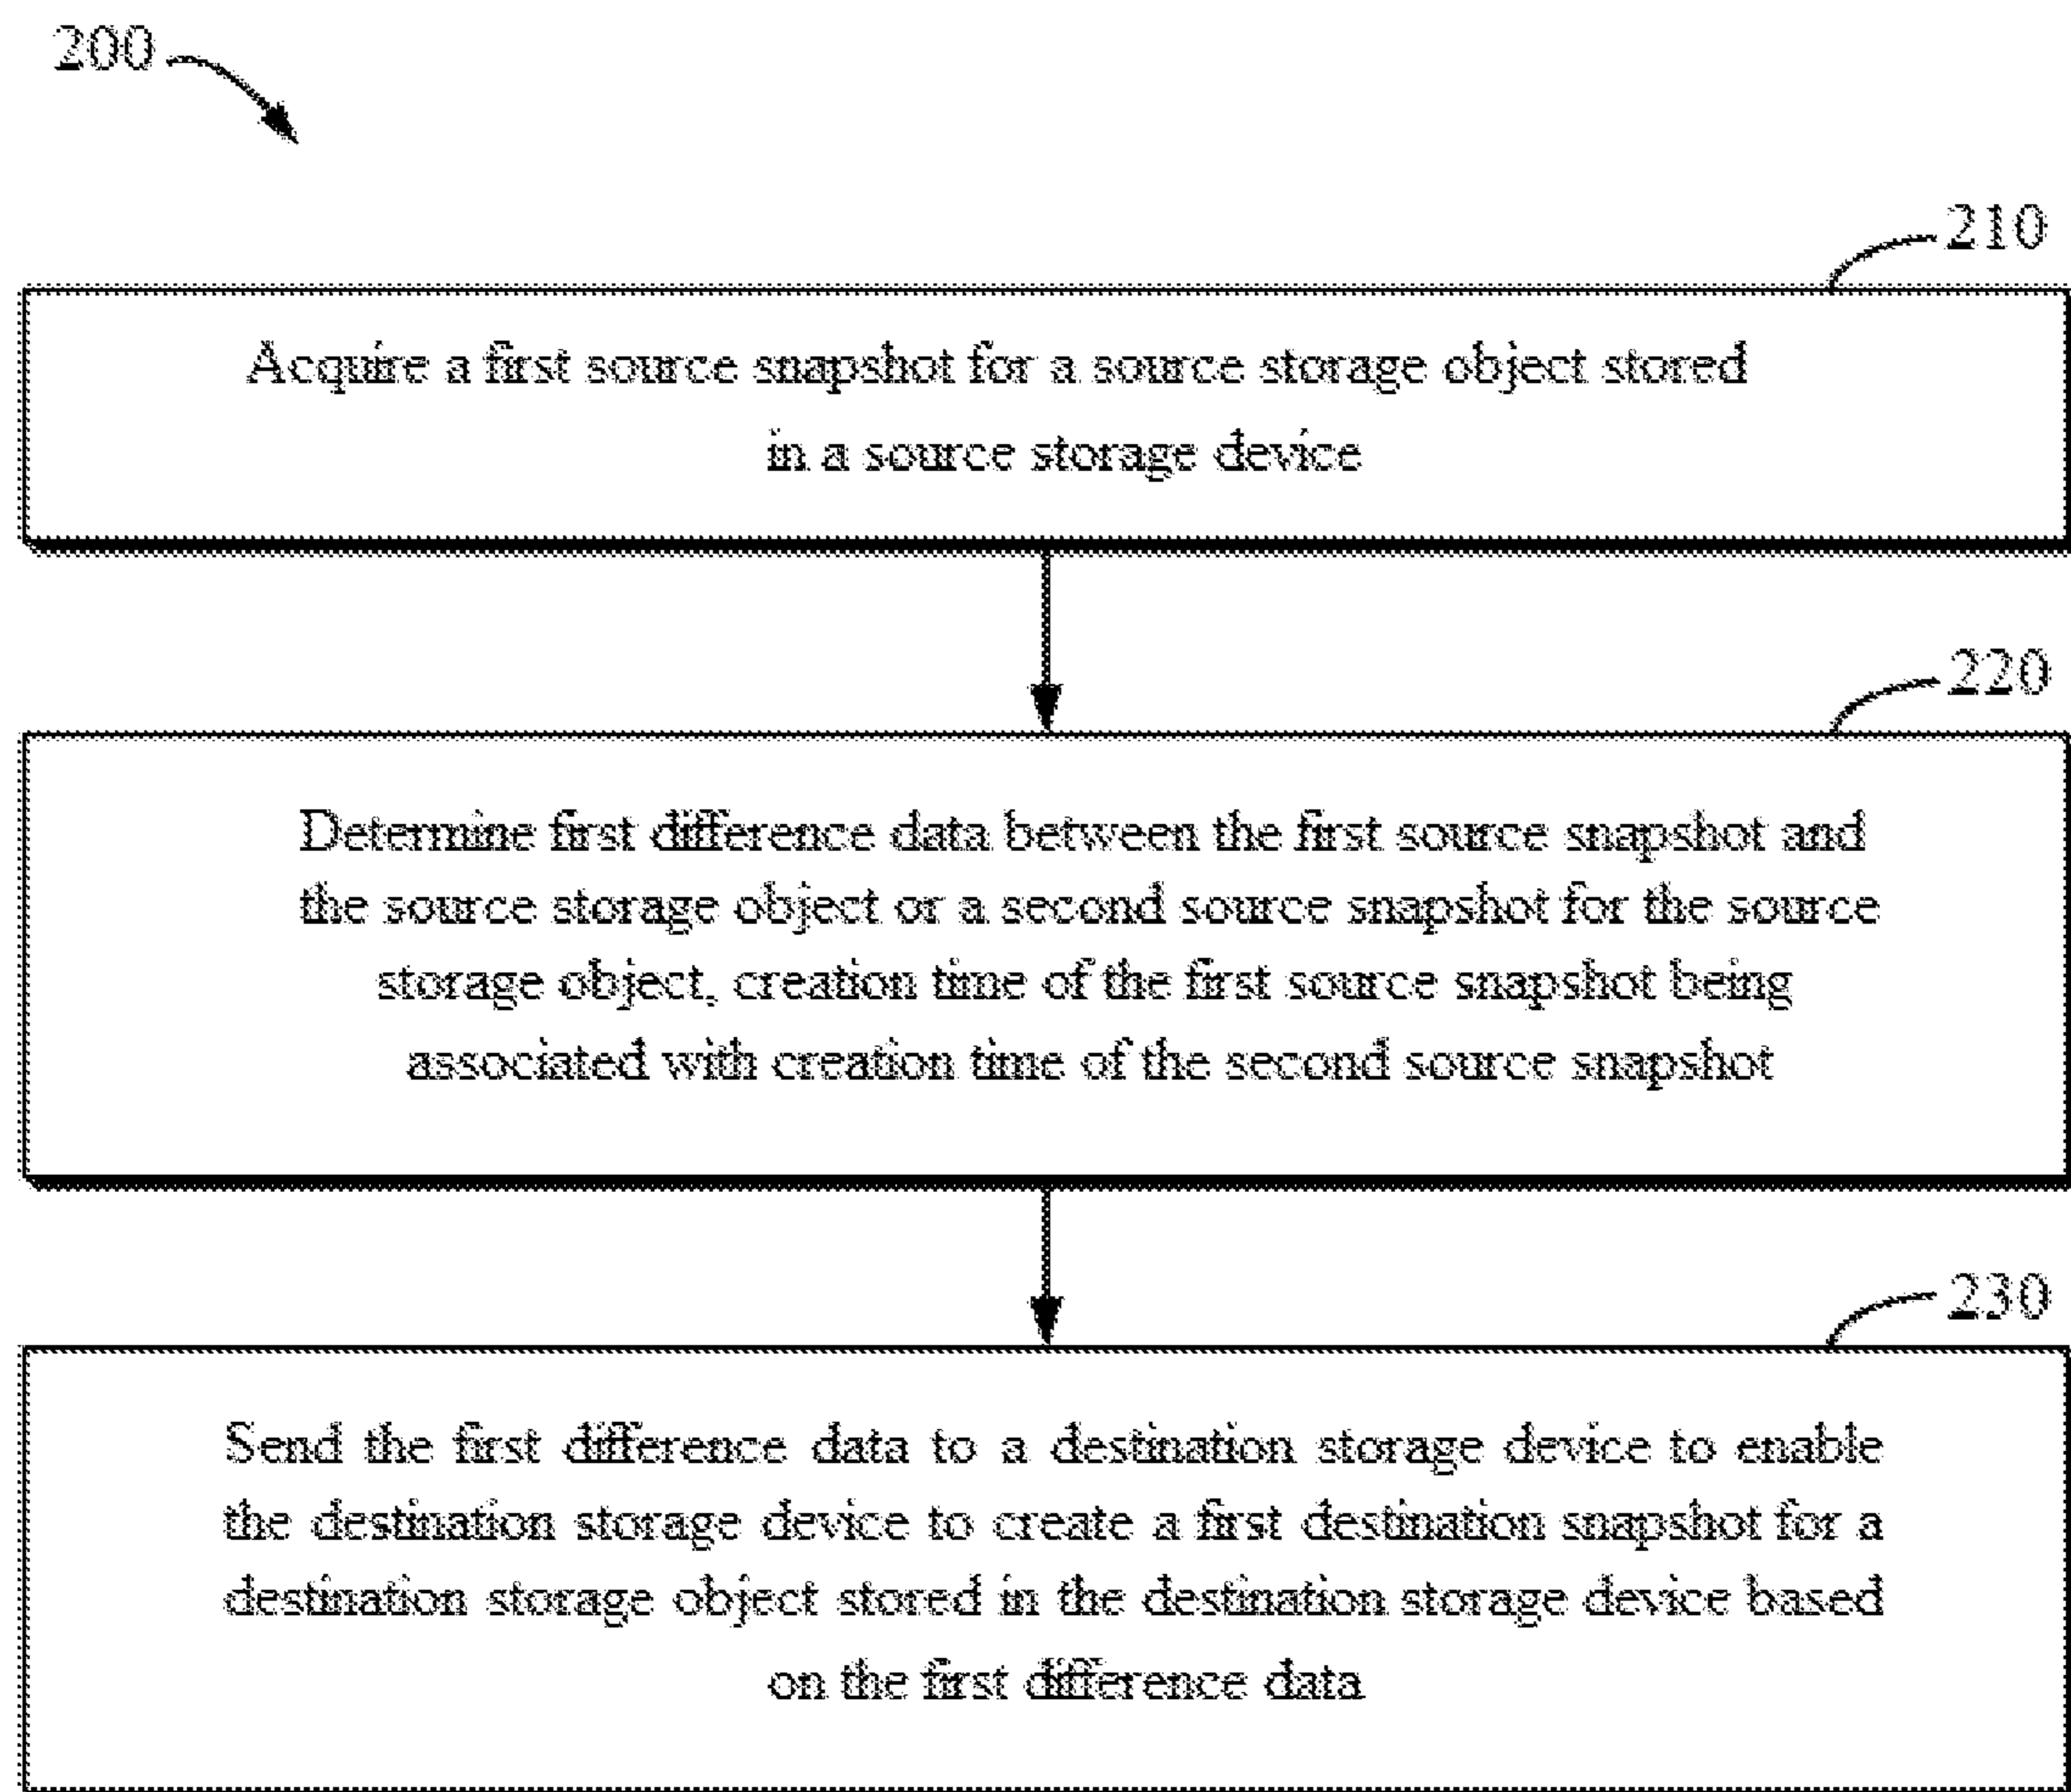 200
210
Acquire a first source snapshot for a source storage object stored
in a source storage device
220
Determine first difference data between the first source snapshot and
the source storage object or a second source snapshot for the source
storage object, creation time of the first source snapshot being
associated with creation time of the second source snapshot
230
Send the first difference data to a destination storage device to enable
the destination storage device to create a first destination snapshot for a
destination storage object stored in the destination storage device based
on the first difference data